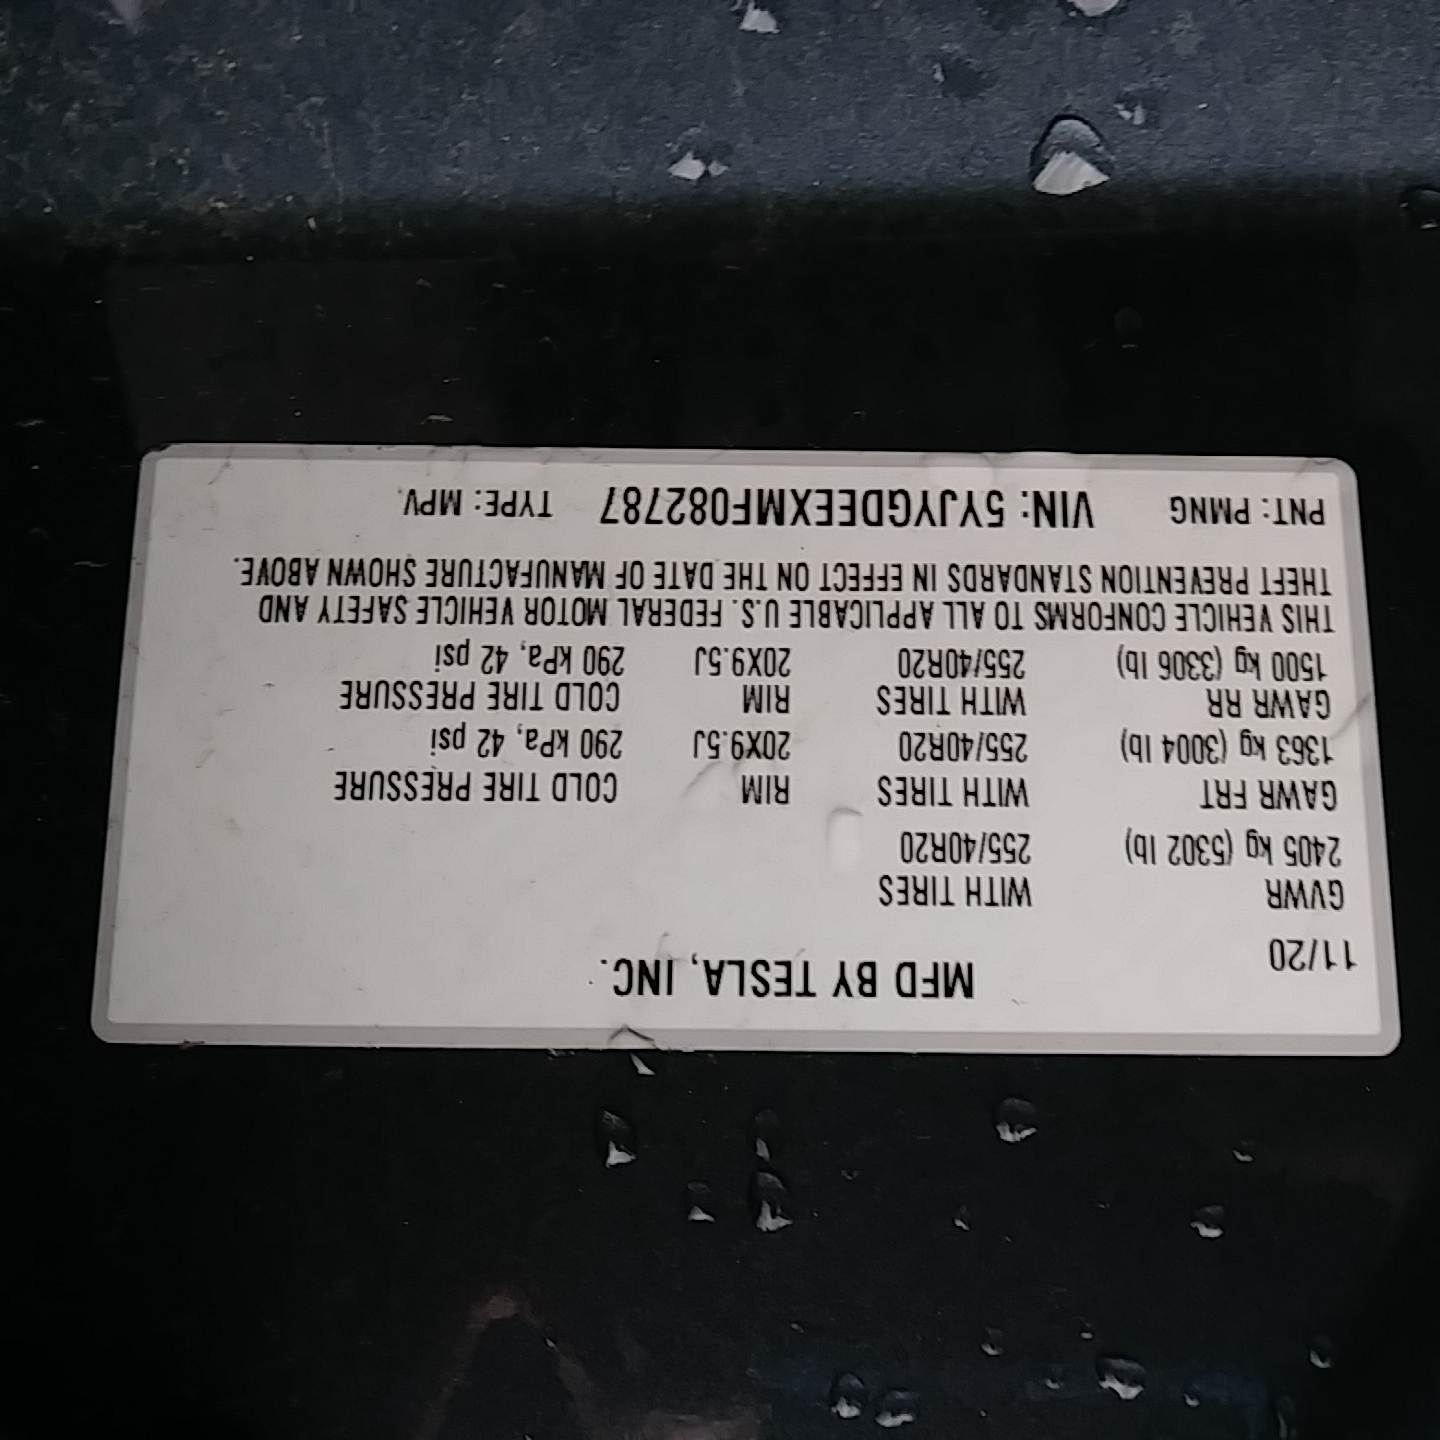 MFD BY TESLA, INC.
11/20
GVWR WITH TIRES
2405 kg (5302 lb) 255/40R20
GAWR FRT WITH TIRES RIM COLD TIRE PRESSURE
1363 kg (3004 lb) 255/40R20 20X9.5J 290 kPa, 42 psi
GAWR RR WITH TIRES RIM COLD TIRE PRESSURE
1500 kg (3306 lb) 255/40R20 20X9.5J 290 kPa, 42 psi
THIS VEHICLE CONFORMS TO ALL APPLICABLE U.S. FEDERAL MOTOR VEHICLE SAFETY AND
THEFT PREVENTION STANDARDS IN EFFECT ON THE DATE OF MANUFACTURE SHOWN ABOVE.
PNT: PMNG VIN: 5YJYGDEEXMF082787 TYPE: MPV